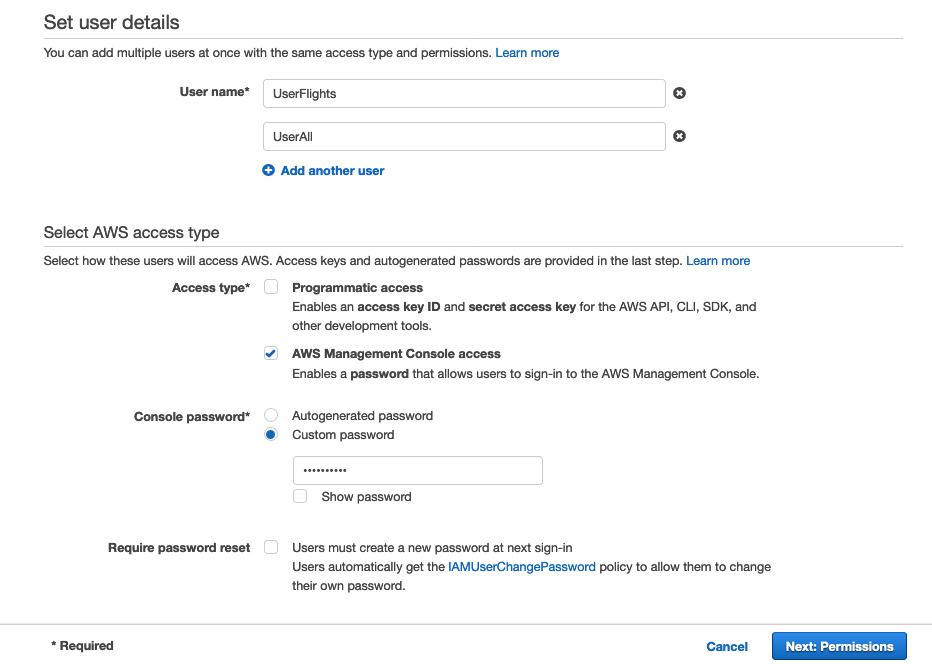 Set user details
You can add multiple users at once with the same access type and permissions. Learn more
User name*
UserFlights
UserAll
Add another user
Select AWS access type
Select how these users will access AWS. Access keys and autogenerated passwords are provided in the last step. Learn more
Access type* Programmatic access
Enables an access key ID and secret access key for the AWS API, CLI, SDK, and
other development tools.
AWS Management Console access
Enables a password that allows users to sign-in to the AWS Management Console.
Console password* Autogenerated password
Custom password
••••••••••
Show password
Require password reset Users must create a new password at next sign-in
Users automatically get the IAMUserChangePassword policy to allow them to change
their own password.
* Required Cancel Next: Permissions